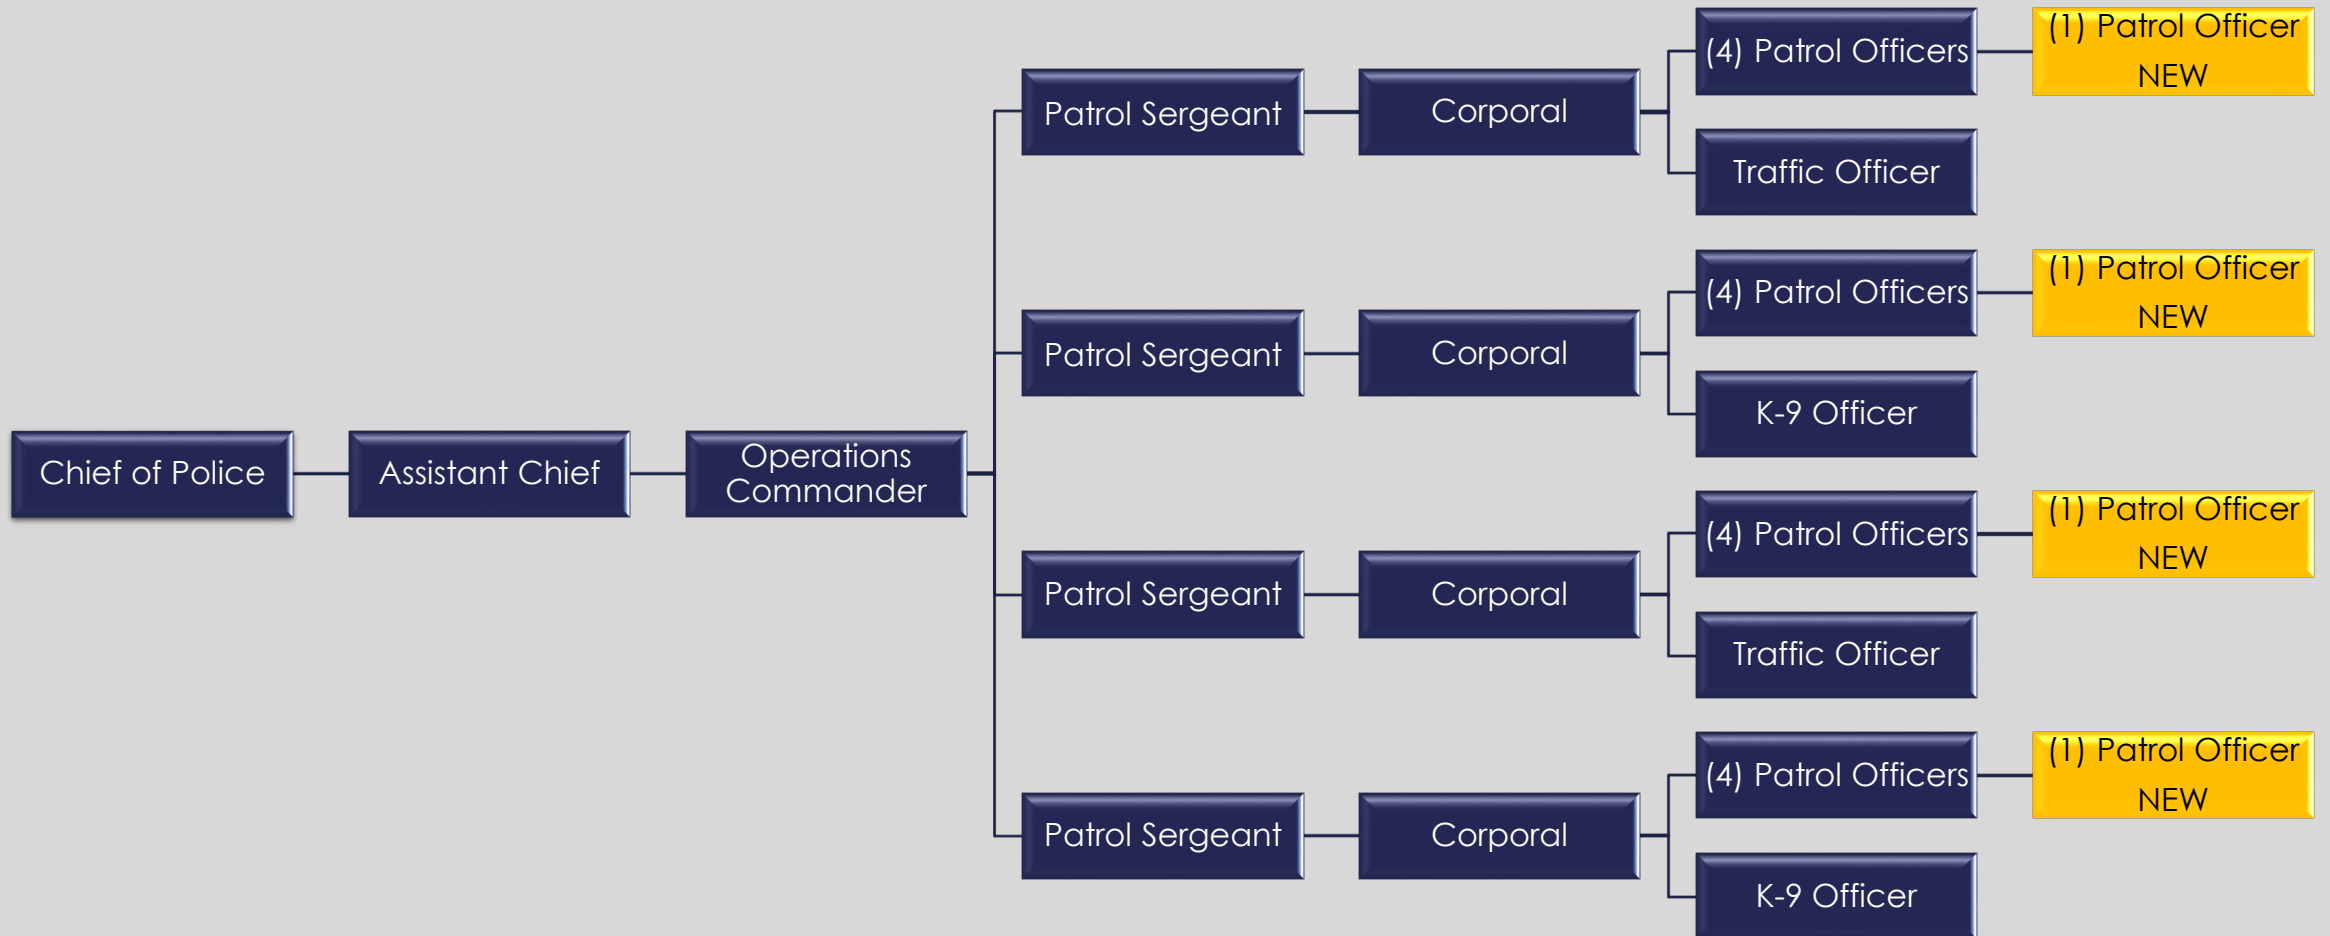 Chief of Police
Assistant Chief
Operations
Commander
Patrol Sergeant
Corporal
(4) Patrol Officers
(1) Patrol Officer
NEW
Traffic Officer
Patrol Sergeant
Corporal
(4) Patrol Officers
(1) Patrol Officer
NEW
K-9 Officer
Patrol Sergeant
Corporal
(4) Patrol Officers
(1) Patrol Officer
NEW
Traffic Officer
Patrol Sergeant
Corporal
(4) Patrol Officers
(1) Patrol Officer
NEW
K-9 Officer